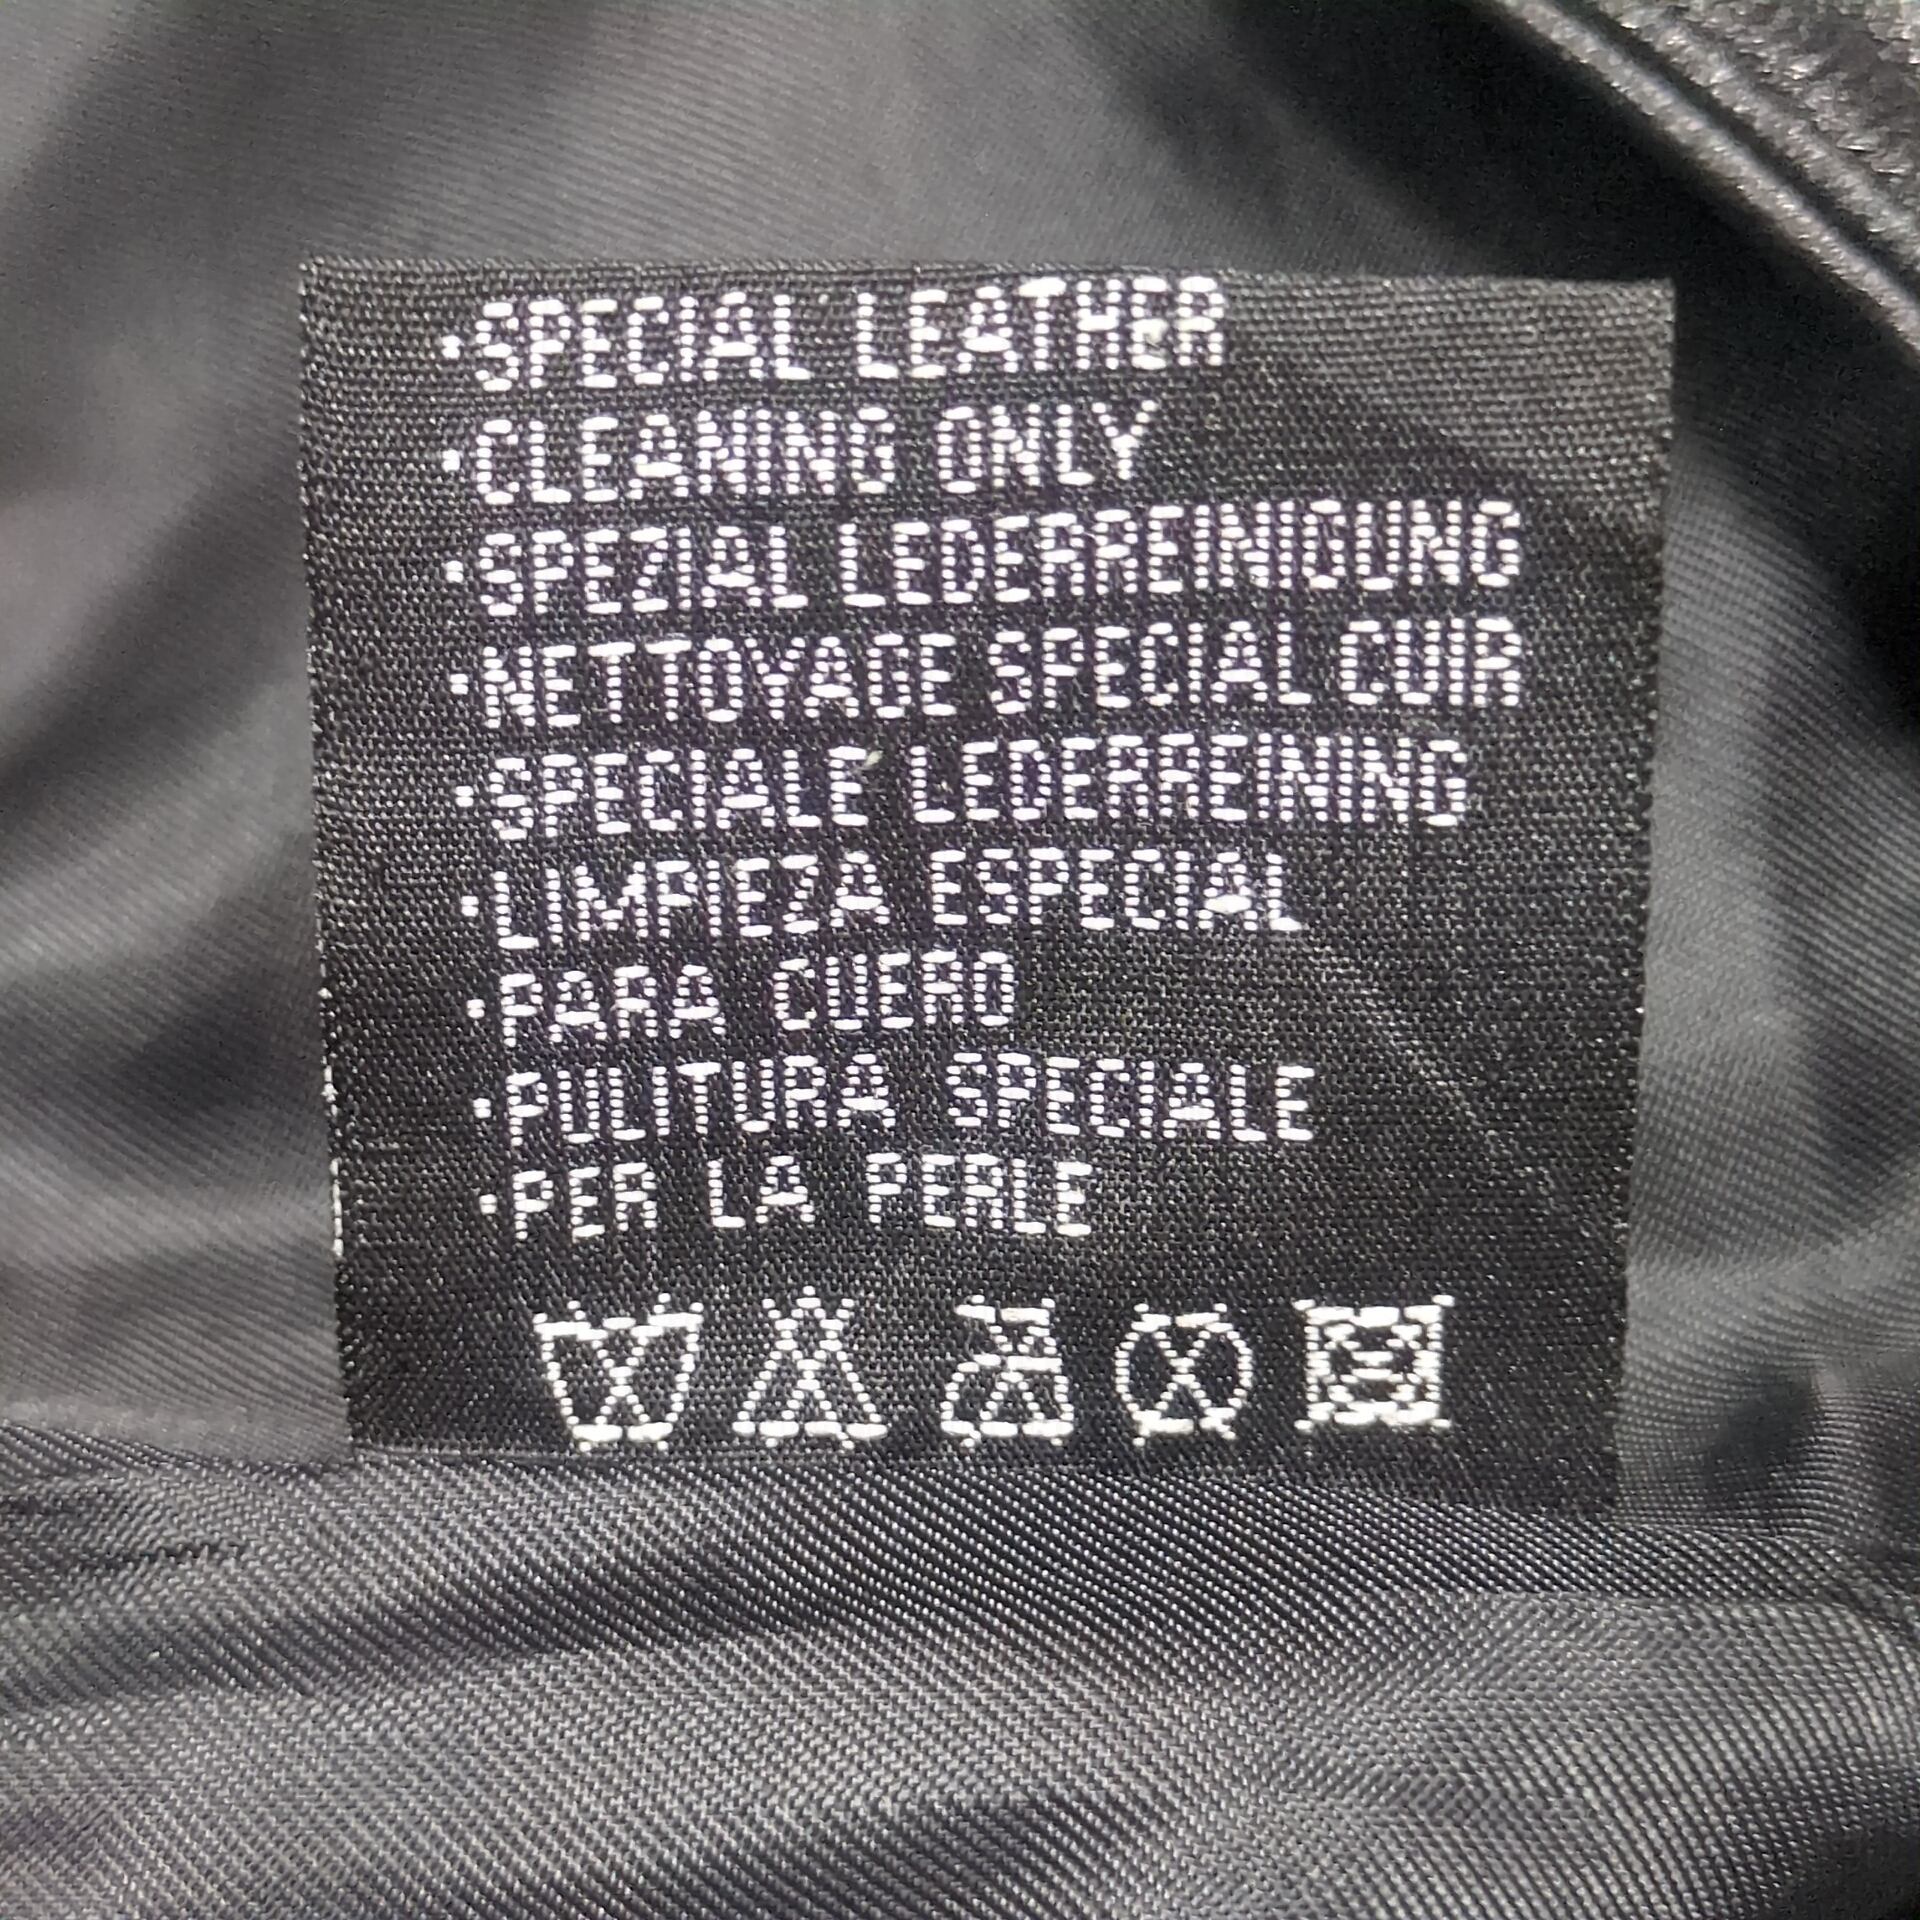 ·SPECIAL LEATHER
·CLEANING ONLY
·SPEZIAL LEDERREINIGUNG
·NETTOYAGE SPECIAL CUIR
·SPECIALE LEDERREINING
·LIMPIEZA ESPECIAL
·PARA CUERO
·PULITURA SPECIALE
·PER LA PERLE